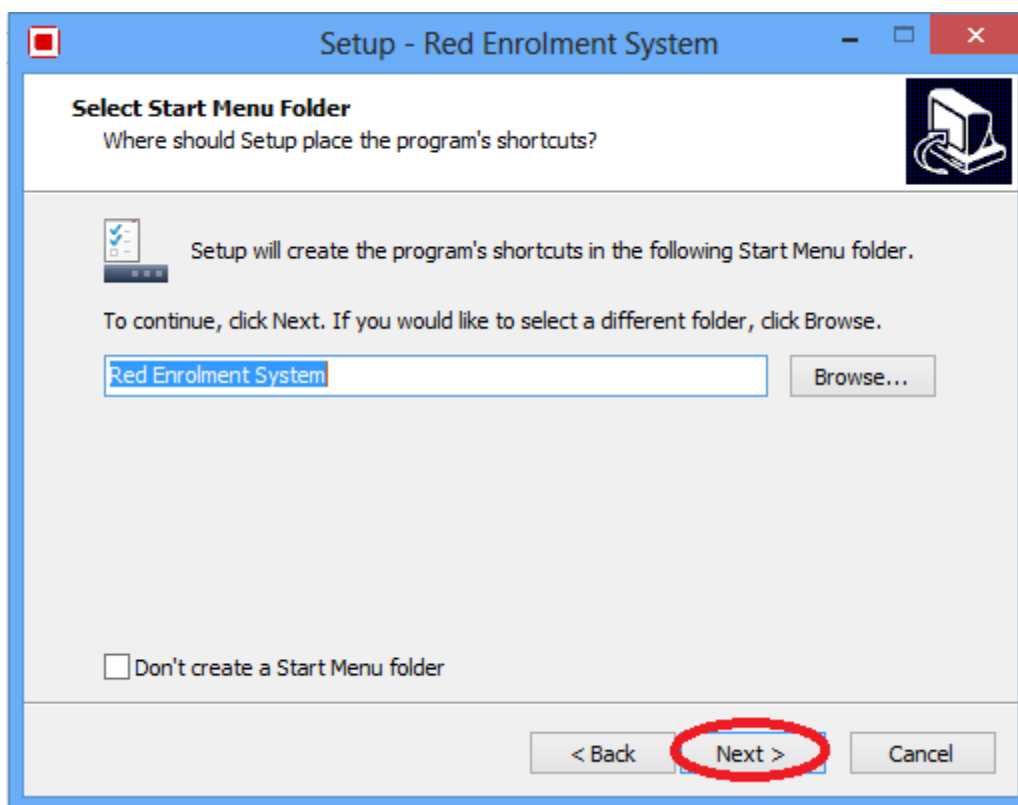 Setup - Red Enrolment System
Select Start Menu Folder
Where should Setup place the program's shortcuts?
Setup will create the program's shortcuts in the following Start Menu folder.
To continue, click Next. If you would like to select a different folder, click Browse.
Red Enrolment System
Browse...
Don't create a Start Menu folder
< Back
Next >
Cancel